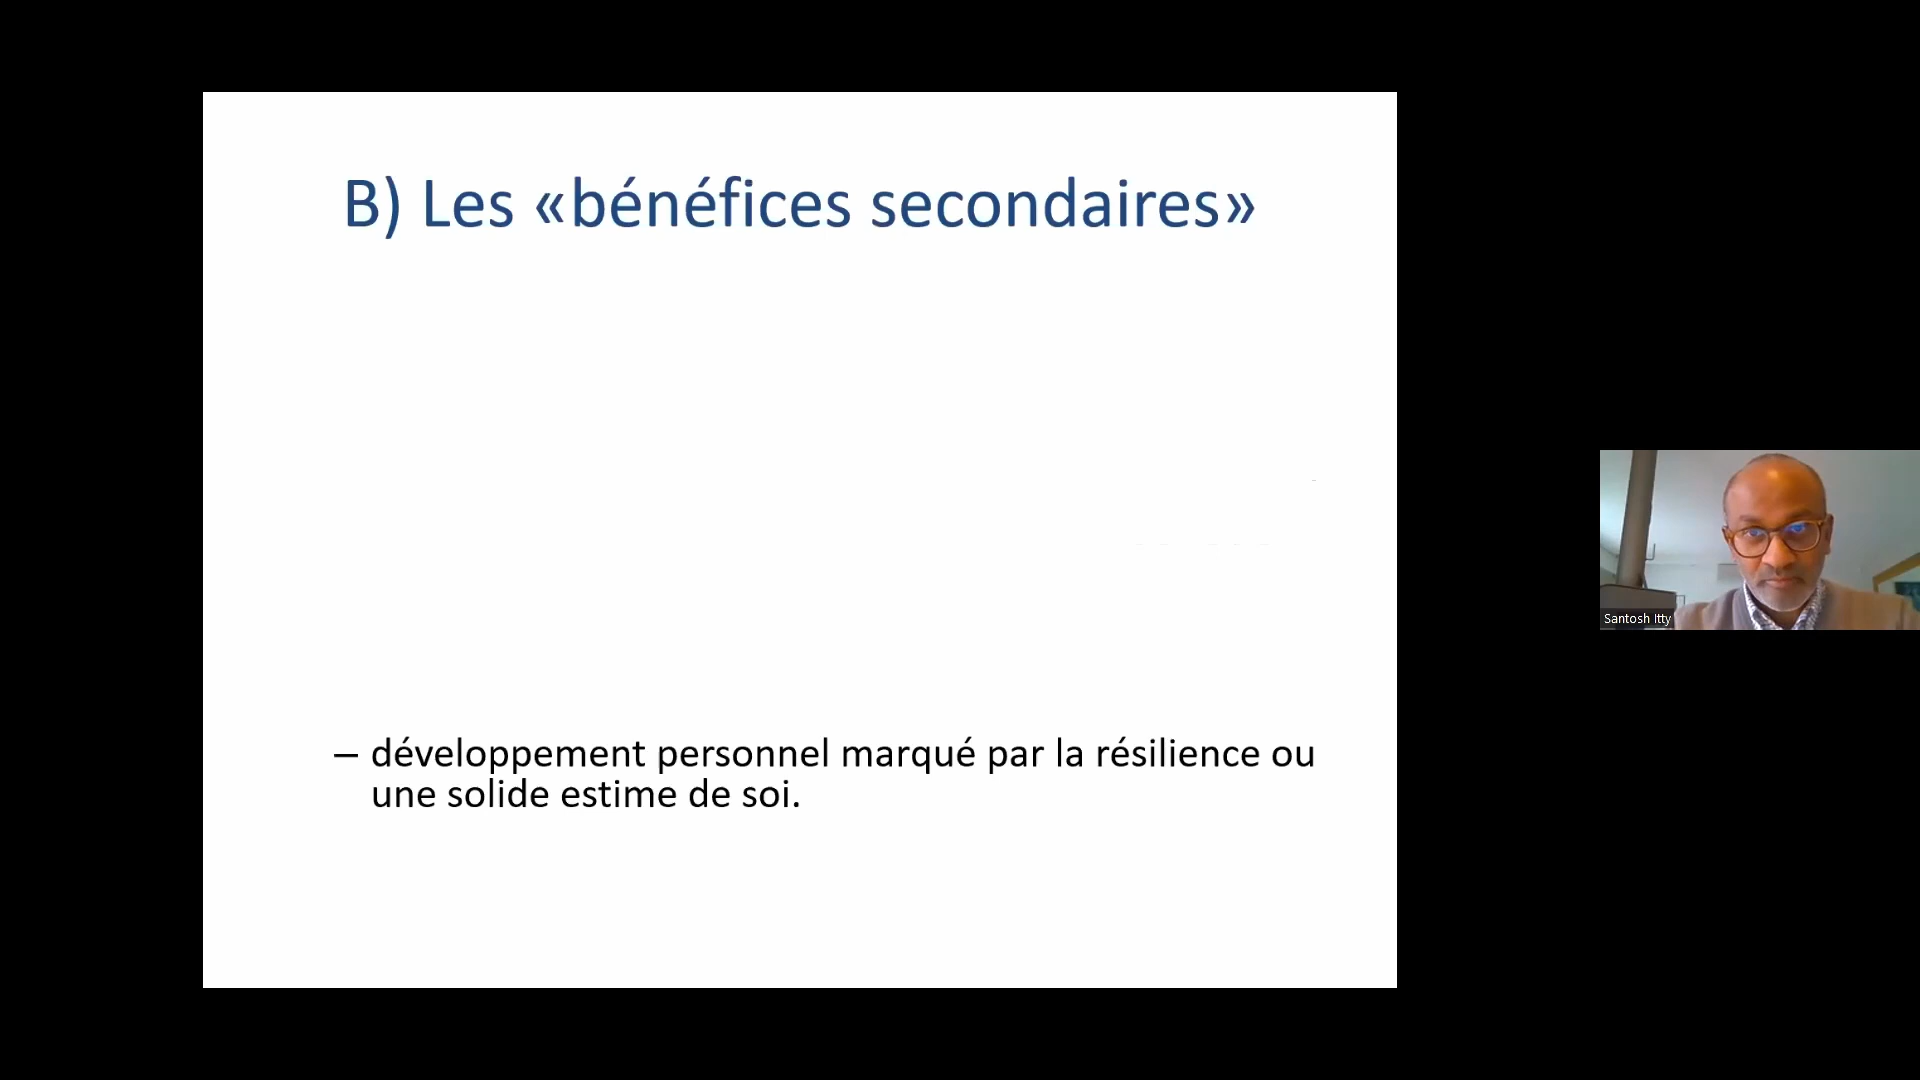 B) Les «bénéfices secondaires»
– développement personnel marqué par la résilience ou
une solide estime de soi.
Santosh Itty